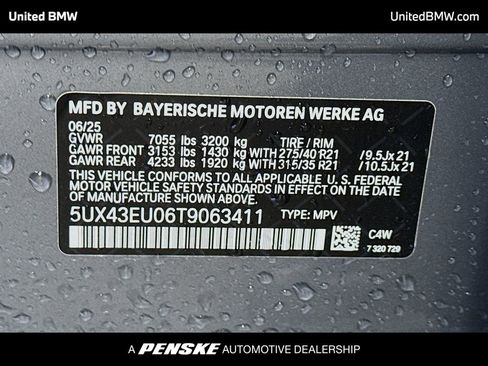 United BMW
UnitedBMW.com
MFD BY BAYERISCHE MOTOREN WERKE AG
06/25
GVWR 7055 lbs 3200 kg TIRE / RIM
GAWR FRONT 3153 lbs 1430 kg WITH 275/40 R21 /9.5Jx21
GAWR REAR 4233 lbs 1920 kg WITH 315/35 R21 /10.5Jx21
THIS VEHICLE CONFORMS TO ALL APPLICABLE U.S. FEDERAL
MOTOR VEHICLE SAFETY STANDARDS IN EFFECT ON THE DATE
OF MANUFACTURE SHOWN ABOVE.
5UX43EU06T9063411 TYPE: MPV
C4W
7 320 729
A PENSKE AUTOMOTIVE DEALERSHIP